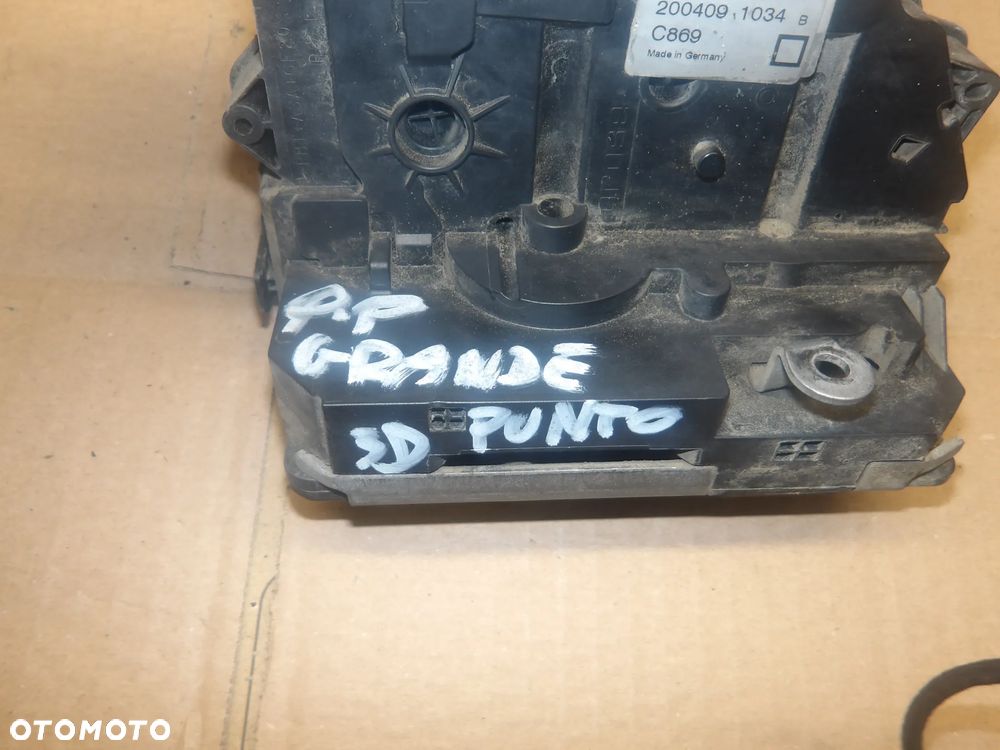 200409 1034 B
C869
Made in Germany
P.P
GRANDE
3D PUNTO
OTOMOTO